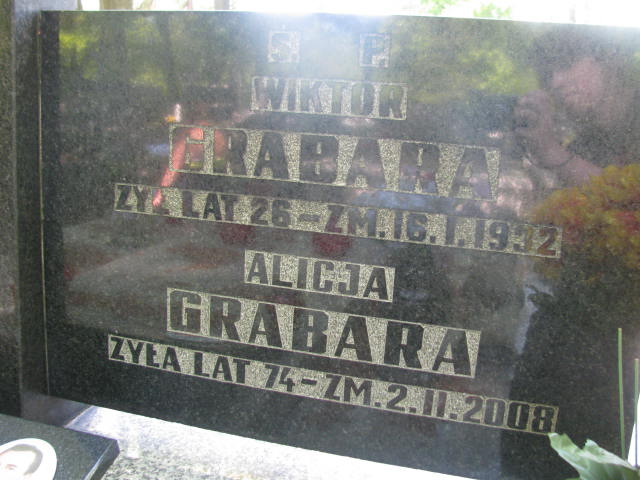 Ś P
WIKTOR
GRABARA
ŻYŁ LAT 26 - ZM. 16. I. 1932
ALICJA
GRABARA
ŻYŁA LAT 74 - ZM. 2. II. 2008